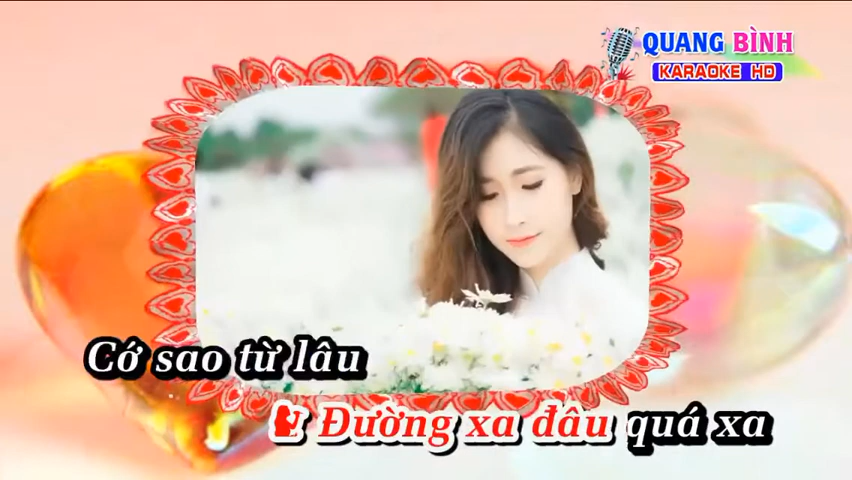 QUANG BÌNH
KARAOKE HD
Cớ sao từ lâu
Đường xa đâu quá xa